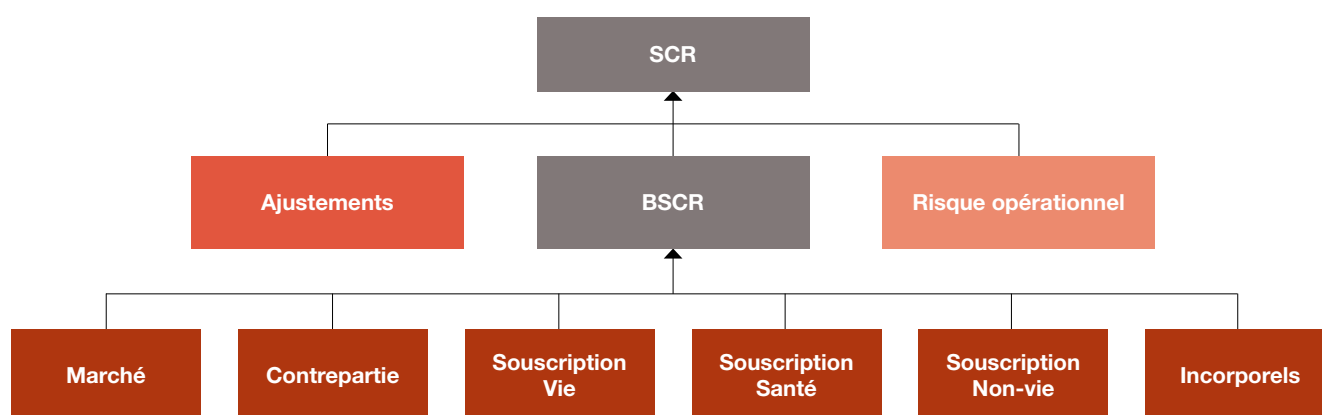 SCR
Ajustements
BSCR
Risque opérationnel
Marché
Contrepartie
Souscription
Vie
Souscription
Santé
Souscription
Non-vie
Incorporels